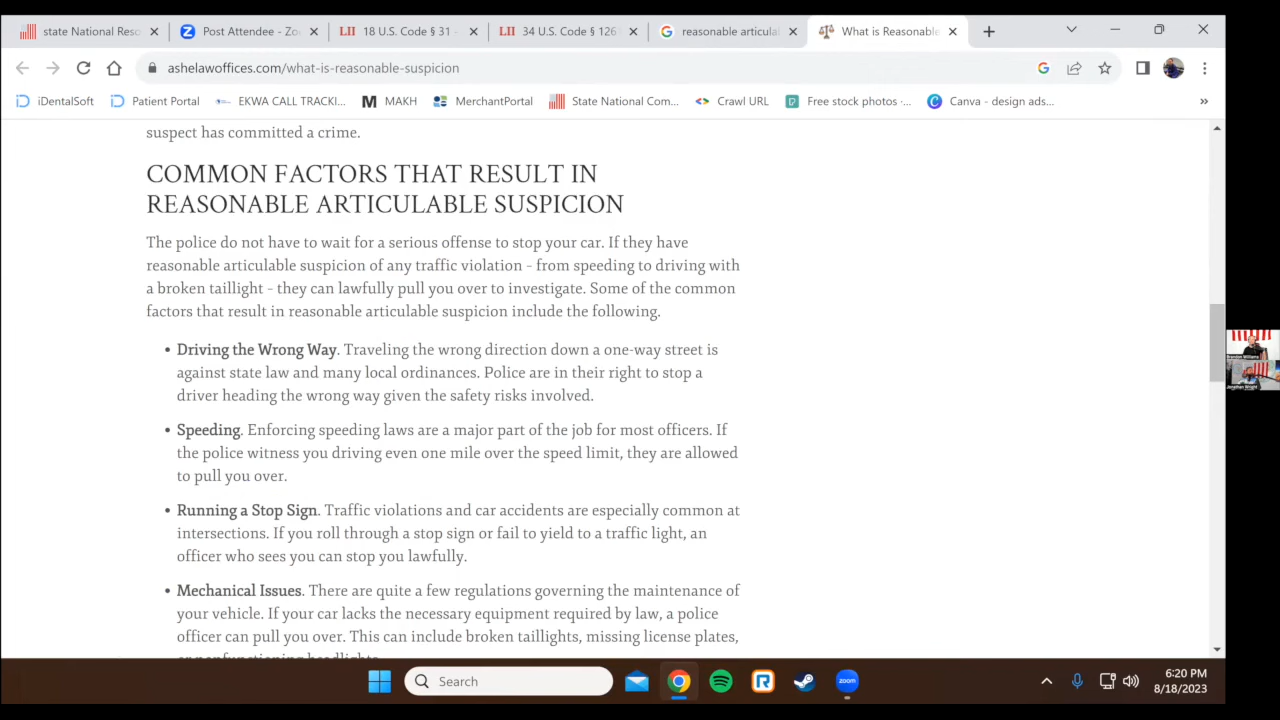 state National Reso
Post Attendee - Zo
LII 18 U.S. Code § 31 -
LII 34 U.S. Code § 126
reasonable articula
What is Reasonable
ashelawoffices.com/what-is-reasonable-suspicion
iDentalSoft
Patient Portal
EKWA CALL TRACKI...
M MAKH
MerchantPortal
State National Com...
Crawl URL
Free stock photos ·...
Canva - design ads...
»
suspect has committed a crime.
COMMON FACTORS THAT RESULT IN
REASONABLE ARTICULABLE SUSPICION
The police do not have to wait for a serious offense to stop your car. If they have
reasonable articulable suspicion of any traffic violation - from speeding to driving with
a broken taillight - they can lawfully pull you over to investigate. Some of the common
factors that result in reasonable articulable suspicion include the following.
• Driving the Wrong Way. Traveling the wrong direction down a one-way street is
against state law and many local ordinances. Police are in their right to stop a
driver heading the wrong way given the safety risks involved.
• Speeding. Enforcing speeding laws are a major part of the job for most officers. If
the police witness you driving even one mile over the speed limit, they are allowed
to pull you over.
• Running a Stop Sign. Traffic violations and car accidents are especially common at
intersections. If you roll through a stop sign or fail to yield to a traffic light, an
officer who sees you can stop you lawfully.
• Mechanical Issues. There are quite a few regulations governing the maintenance of
your vehicle. If your car lacks the necessary equipment required by law, a police
officer can pull you over. This can include broken taillights, missing license plates,
or nonfunctioning headlights.
Brandon Williams
Jonathan Wright
Search
zoom
6:20 PM
8/18/2023